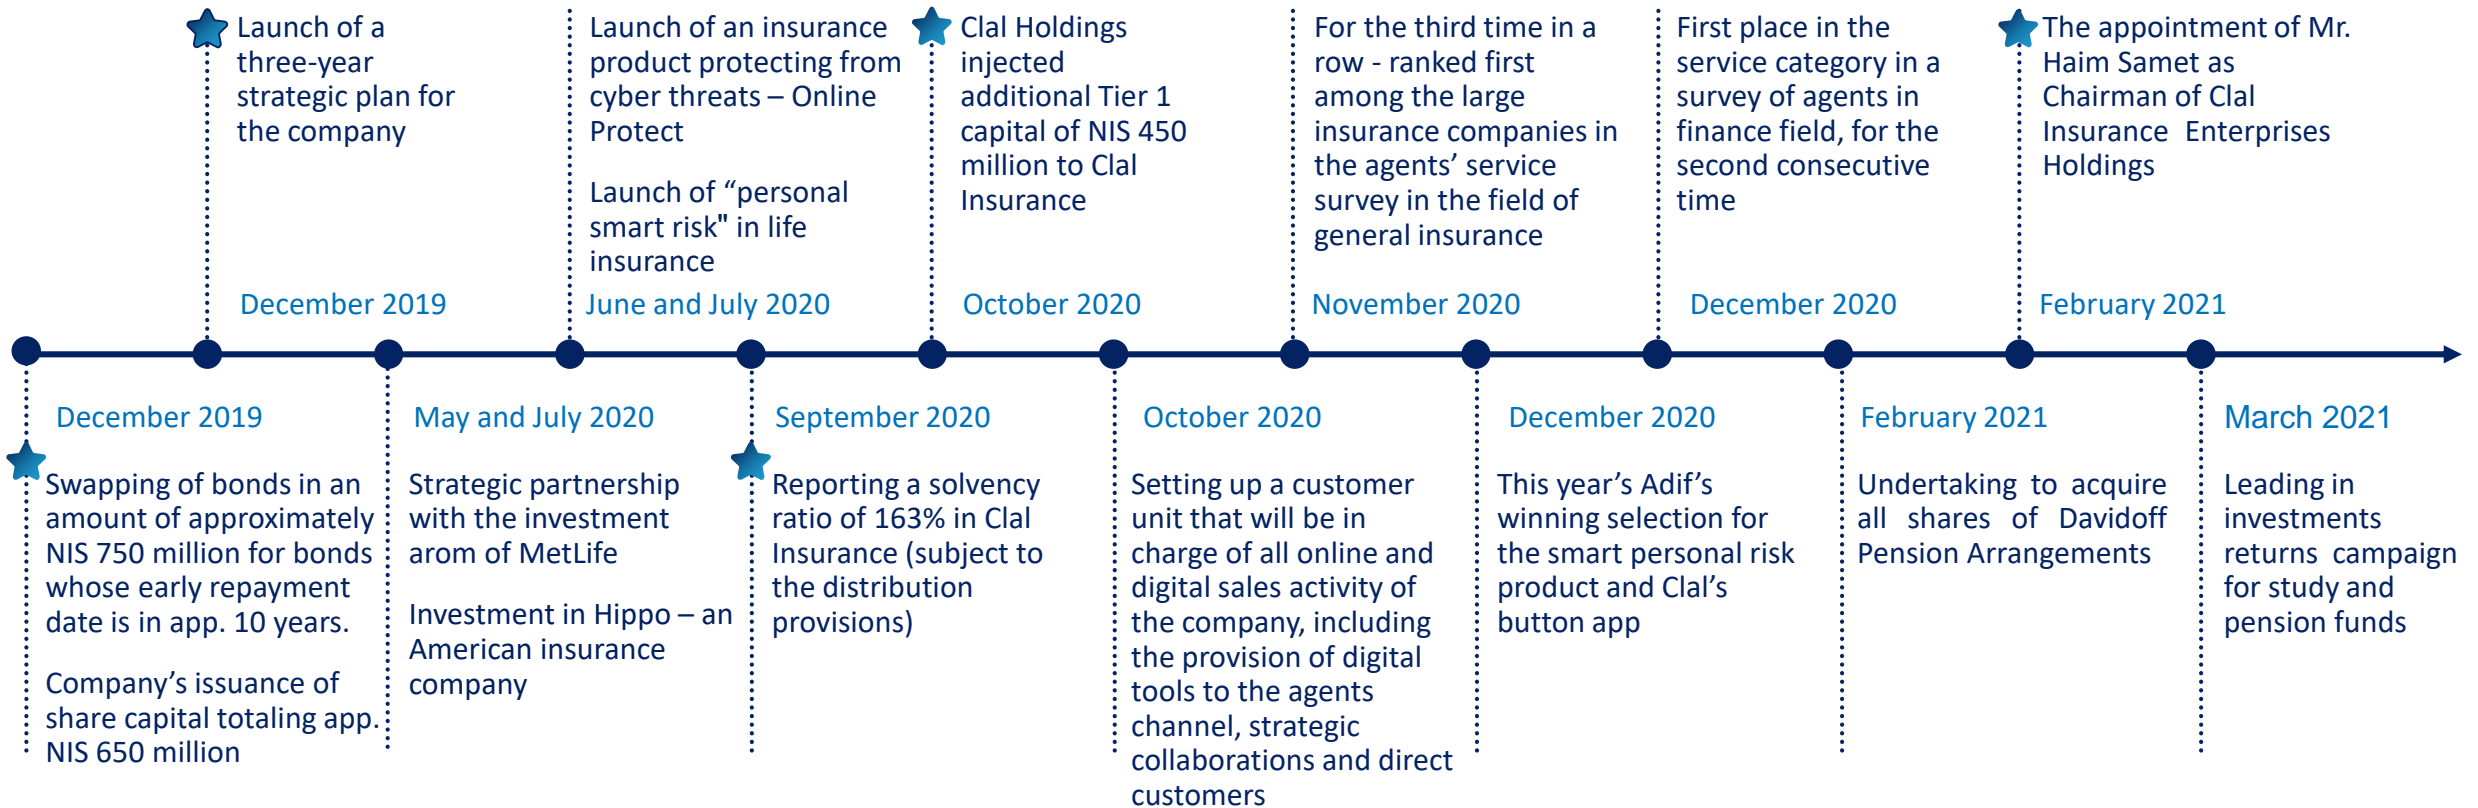 Launch of a
three-year
strategic plan for
the company
December 2019
Launch of an insurance
product protecting from
cyber threats – Online
Protect
Launch of “personal
smart risk" in life
insurance
June and July 2020
Clal Holdings
injected
additional Tier 1
capital of NIS 450
million to Clal
Insurance
October 2020
For the third time in a
row - ranked first
among the large
insurance companies in
the agents’ service
survey in the field of
general insurance
November 2020
First place in the
service category in a
survey of agents in
finance field, for the
second consecutive
time
December 2020
The appointment of Mr.
Haim Samet as
Chairman of Clal
Insurance Enterprises
Holdings
February 2021
December 2019
Swapping of bonds in an
amount of approximately
NIS 750 million for bonds
whose early repayment
date is in app. 10 years.
Company’s issuance of
share capital totaling app.
NIS 650 million
May and July 2020
Strategic partnership
with the investment
arom of MetLife
Investment in Hippo – an
American insurance
company
September 2020
Reporting a solvency
ratio of 163% in Clal
Insurance (subject to
the distribution
provisions)
October 2020
Setting up a customer
unit that will be in
charge of all online and
digital sales activity of
the company, including
the provision of digital
tools to the agents
channel, strategic
collaborations and direct
customers
December 2020
This year’s Adif’s
winning selection for
the smart personal risk
product and Clal’s
button app
February 2021
Undertaking to acquire
all shares of Davidoff
Pension Arrangements
March 2021
Leading in
investments
returns campaign
for study and
pension funds